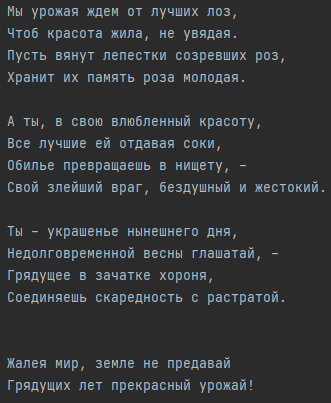 Мы урожая ждем от лучших лоз,
Чтоб красота жила, не увядая.
Пусть вянут лепестки созревших роз,
Хранит их память роза молодая.

А ты, в свою влюбленный красоту,
Все лучшие ей отдавая соки,
Обилье превращаешь в нищету, –
Свой злейший враг, бездушный и жестокий.

Ты – украшенье нынешнего дня,
Недолговременной весны глашатай, –
Грядущее в зачатке хороня,
Соединяешь скаредность с растратой.


Жалея мир, земле не предавай
Грядущих лет прекрасный урожай!